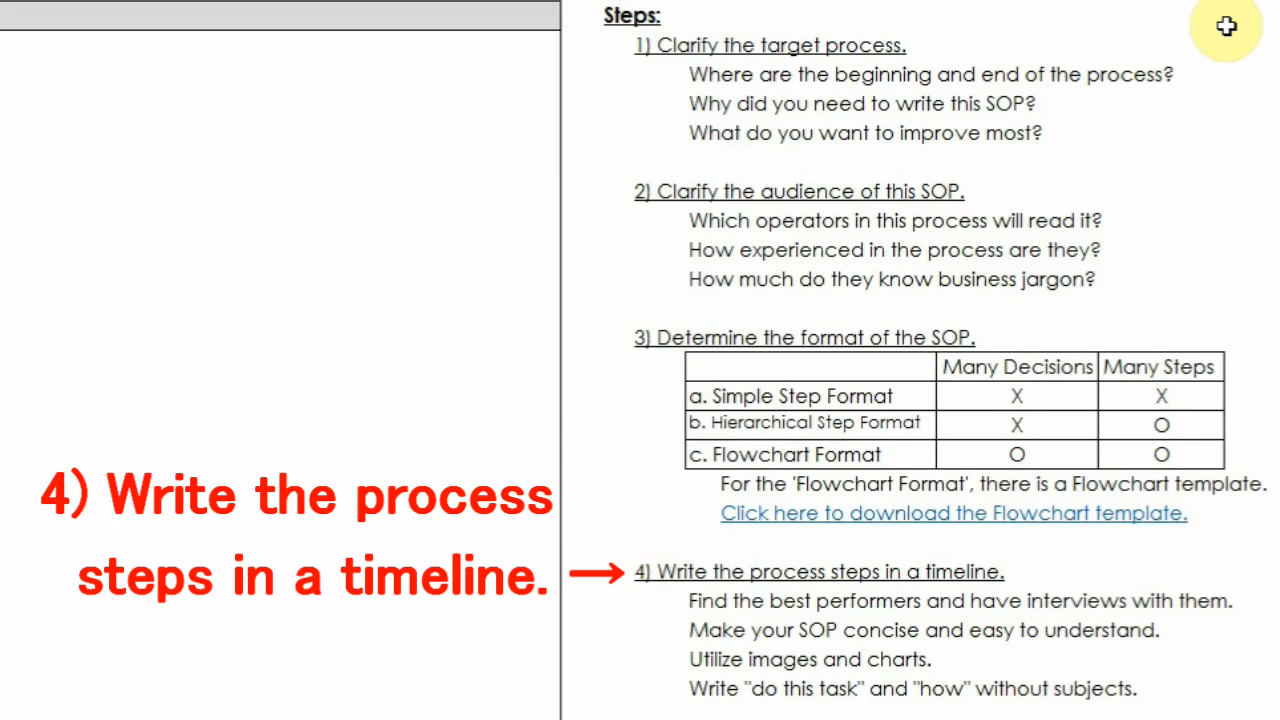 Steps:
1) Clarify the target process.
Where are the beginning and end of the process?
Why did you need to write this SOP?
What do you want to improve most?
2) Clarify the audience of this SOP.
Which operators in this process will read it?
How experienced in the process are they?
How much do they know business jargon?
3) Determine the format of the SOP.
Many Decisions Many Steps
a. Simple Step Format X X
b. Hierarchical Step Format X O
c. Flowchart Format O O
For the 'Flowchart Format', there is a Flowchart template.
Click here to download the Flowchart template.
4) Write the process
steps in a timeline.
4) Write the process steps in a timeline.
Find the best performers and have interviews with them.
Make your SOP concise and easy to understand.
Utilize images and charts.
Write "do this task" and "how" without subjects.